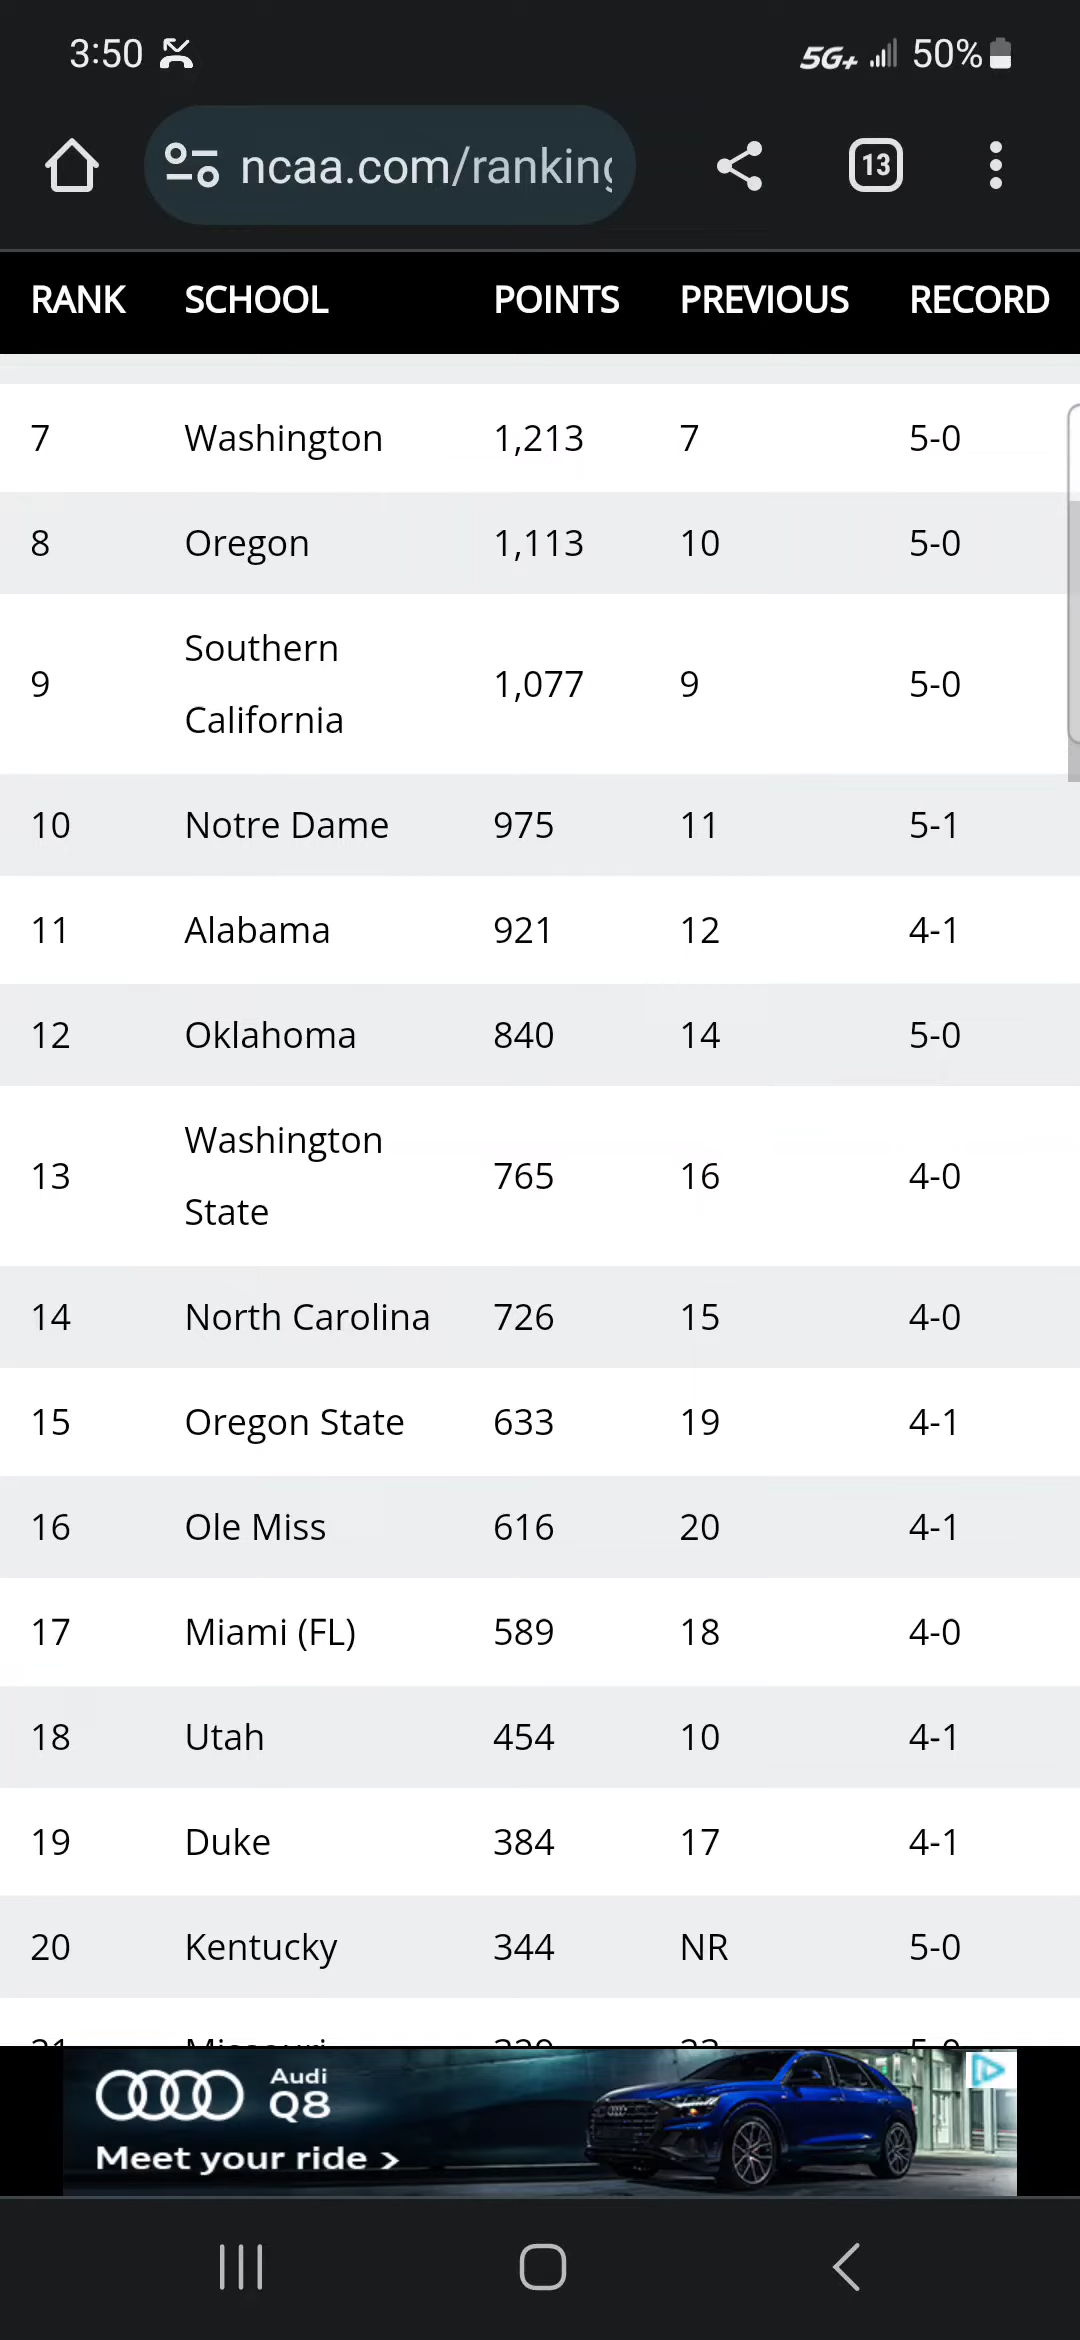 3:50 5G+ 50%
ncaa.com/ranking
13
RANK SCHOOL POINTS PREVIOUS RECORD
7 Washington 1,213 7 5-0
8 Oregon 1,113 10 5-0
Southern
9 1,077 9 5-0
California
10 Notre Dame 975 11 5-1
11 Alabama 921 12 4-1
12 Oklahoma 840 14 5-0
Washington
13 765 16 4-0
State
14 North Carolina 726 15 4-0
15 Oregon State 633 19 4-1
16 Ole Miss 616 20 4-1
17 Miami (FL) 589 18 4-0
18 Utah 454 10 4-1
19 Duke 384 17 4-1
20 Kentucky 344 NR 5-0
21 Missouri
Audi
Q8
Meet your ride >